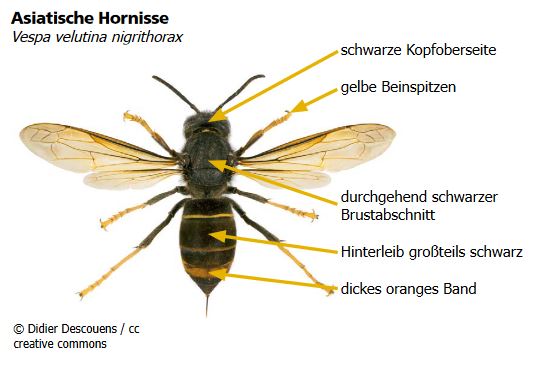 Asiatische Hornisse
Vespa velutina nigrithorax
schwarze Kopfoberseite
gelbe Beinspitzen
durchgehend schwarzer
Brustabschnitt
Hinterleib großteils schwarz
dickes oranges Band
© Didier Descouens / cc
creative commons